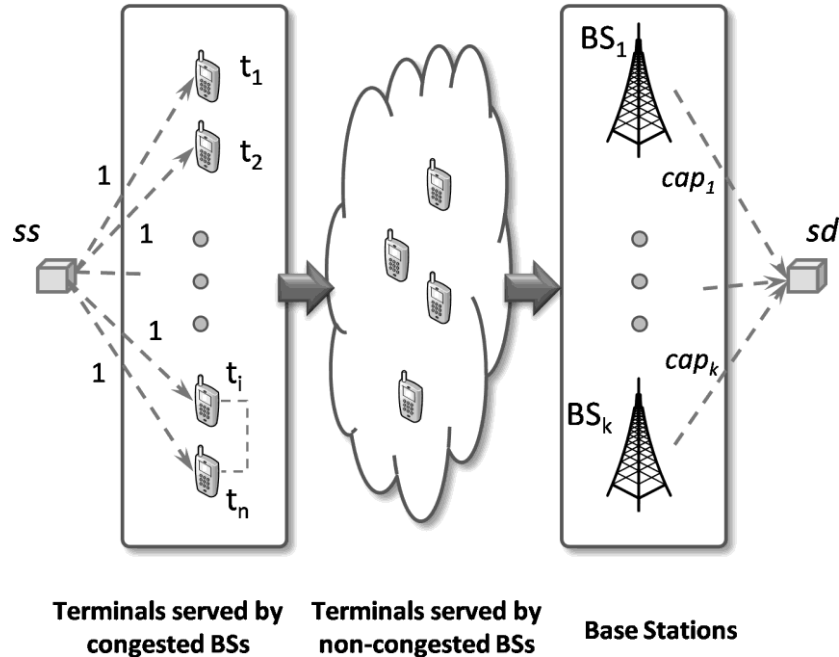 t1
BS1
t2
1
cap1
ss
1
sd
1
1
ti
capk
BSk
tn
Terminals served by congested BSs
Terminals served by non-congested BSs
Base Stations